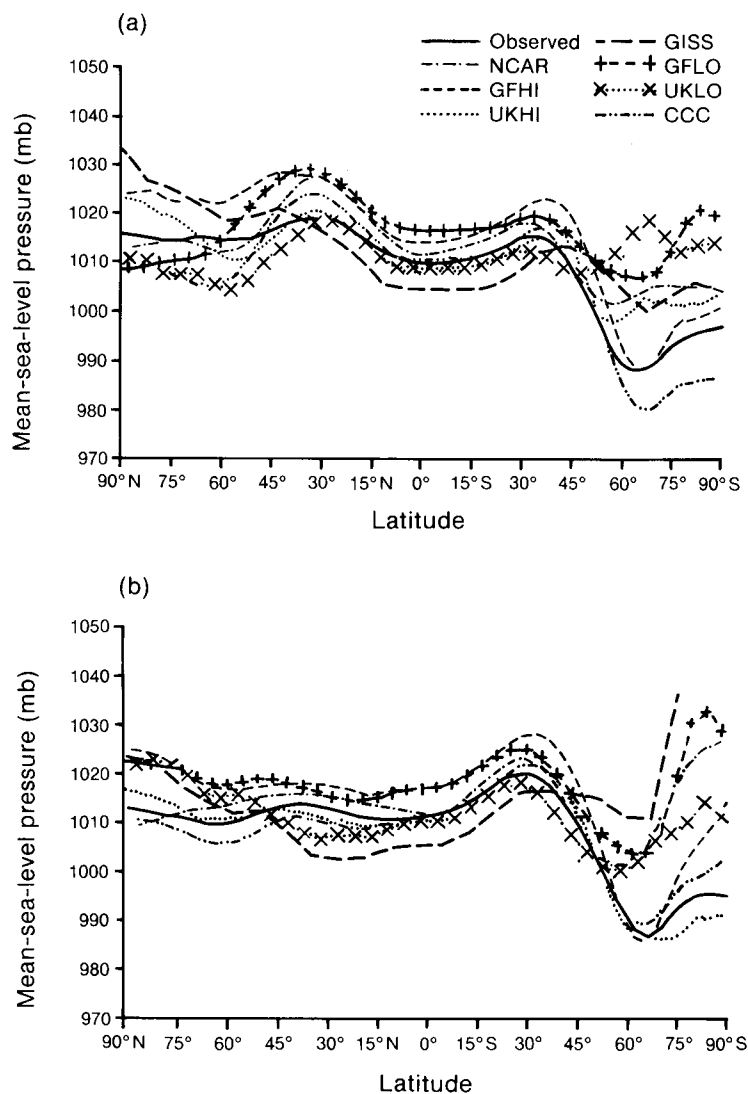 (a)
Observed
NCAR
GFHI
UKHI
GISS
GFLO
UKLO
CCC
Mean-sea-level pressure (mb)
1050
1040
1030
1020
1010
1000
990
980
970
90°N 75° 60° 45° 30° 15°N 0° 15°S 30° 45° 60° 75° 90°S
Latitude
(b)
Mean-sea-level pressure (mb)
1050
1040
1030
1020
1010
1000
990
980
970
90°N 75° 60° 45° 30° 15°N 0° 15°S 30° 45° 60° 75° 90°S
Latitude